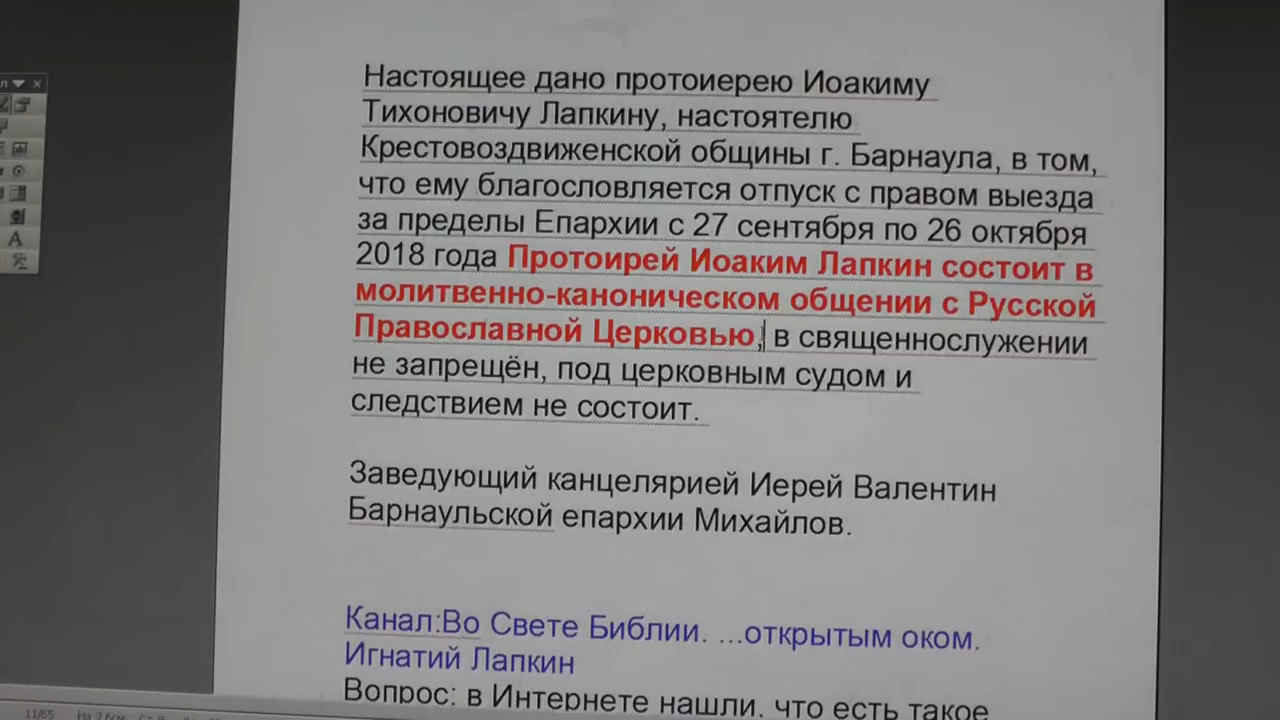 Настоящее дано протоиерею Иоакиму
Тихоновичу Лапкину, настоятелю
Крестовоздвиженской общины г. Барнаула, в том,
что ему благословляется отпуск с правом выезда
за пределы Епархии с 27 сентября по 26 октября
2018 года Протоирей Иоаким Лапкин состоит в
молитвенно-каноническом общении с Русской
Православной Церковью, в священнослужении
не запрещён, под церковным судом и
следствием не состоит.
Заведующий канцелярией Иерей Валентин
Барнаульской епархии Михайлов.
Канал:Во Свете Библии. ...открытым оком.
Игнатий Лапкин
Вопрос: в Интернете нашли, что есть такое
11/65